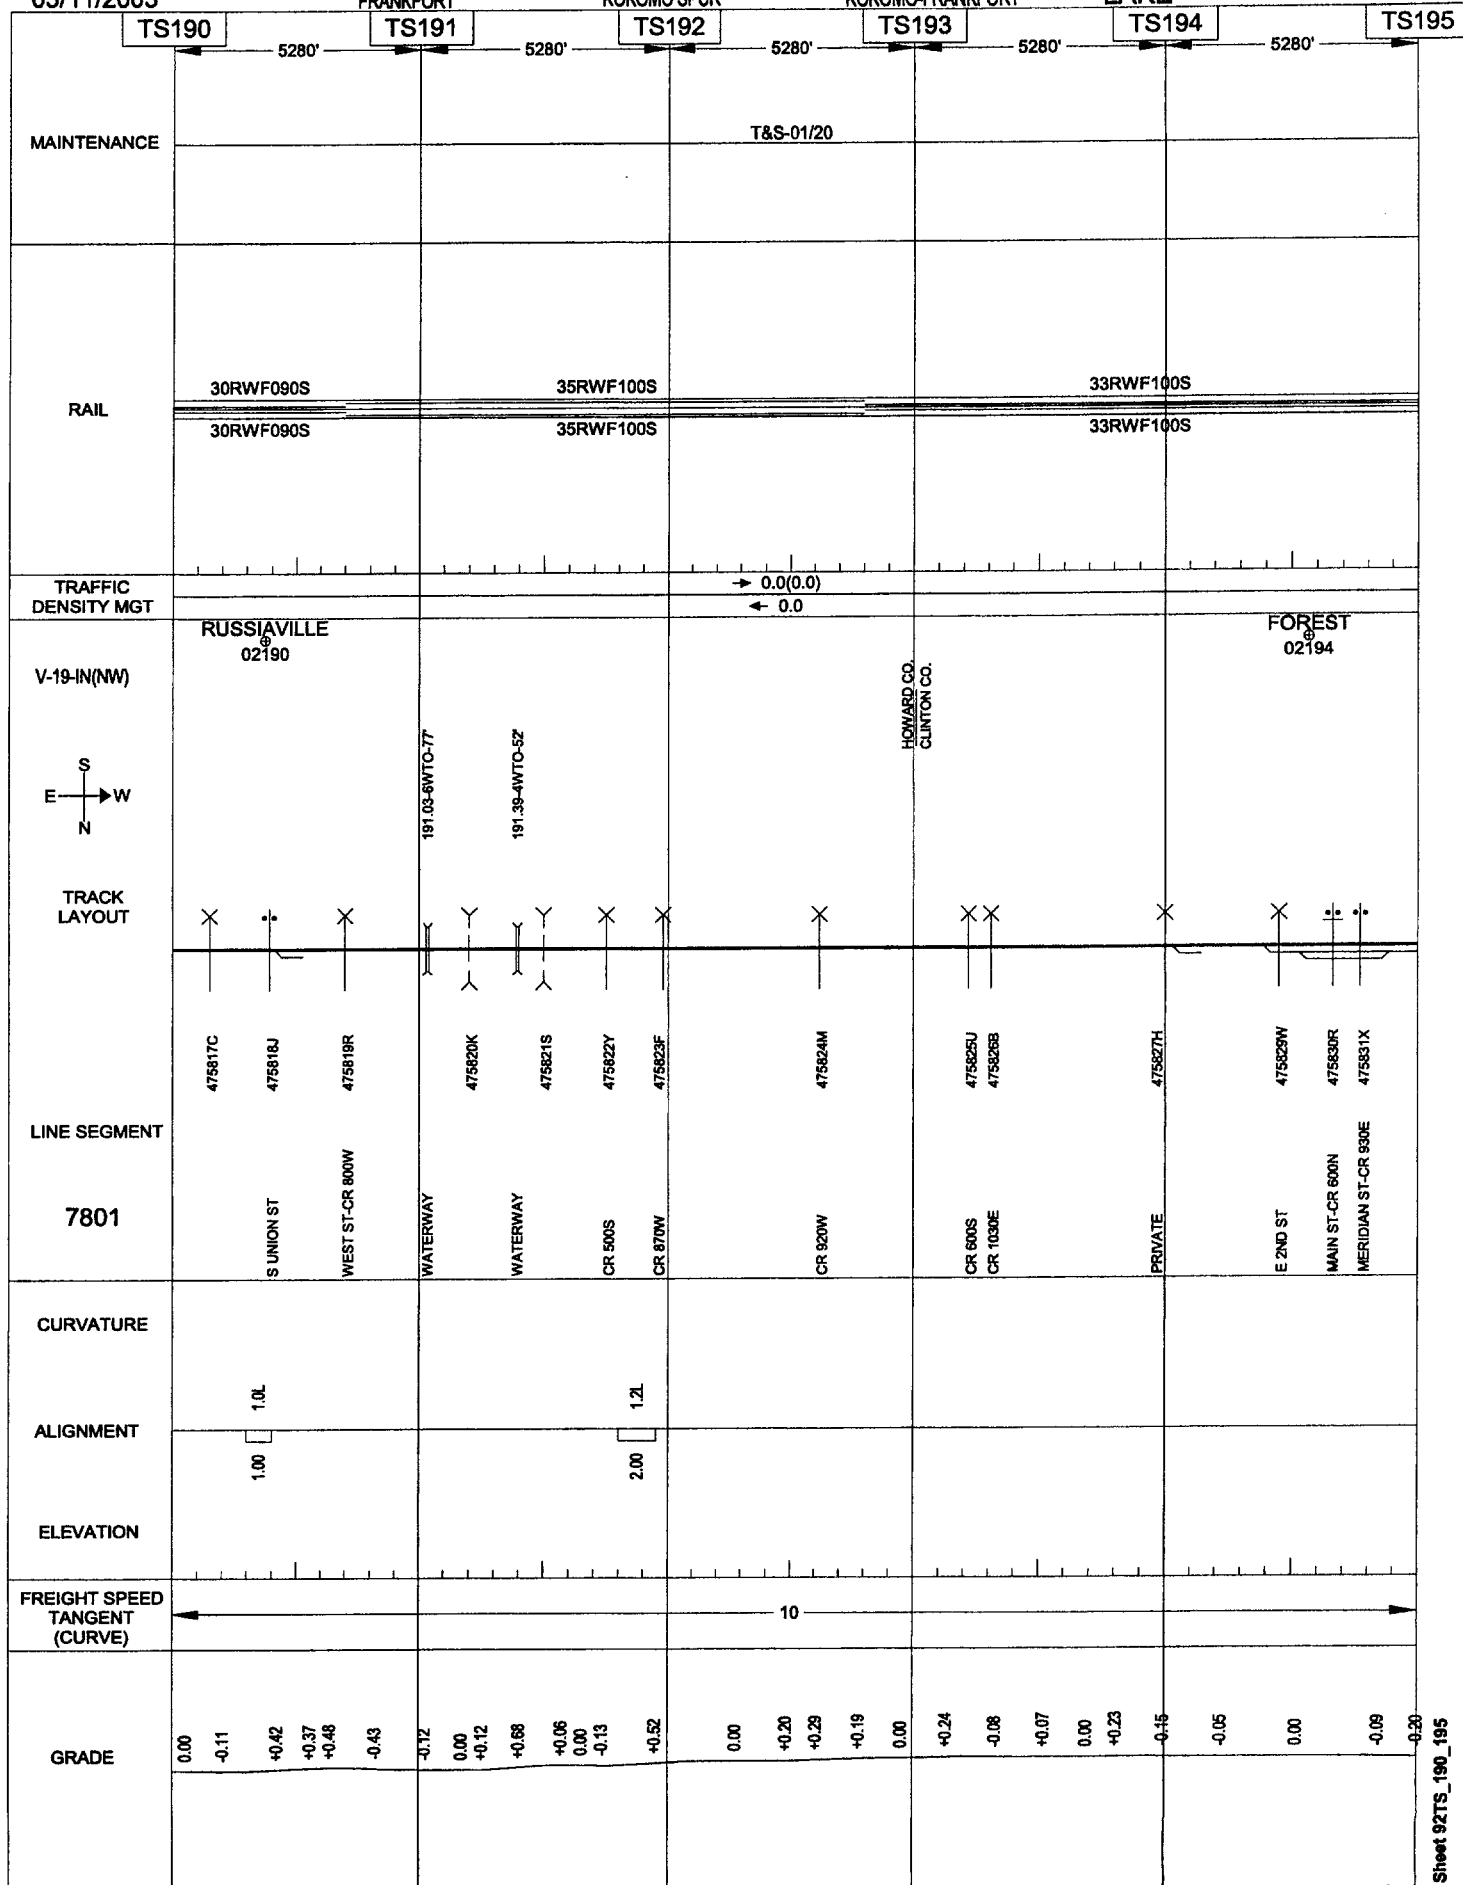 03/11/2003 FRANKFURT KOKOMO SPUR KOKOMO-FRANKFURT LAKE
TS190 TS191 TS192 TS193 TS194 TS195
5280' 5280' 5280' 5280' 5280'
MAINTENANCE
T&S-01/20
RAIL
30RWF090S 35RWF100S 33RWF100S
30RWF090S 35RWF100S 33RWF100S
TRAFFIC
DENSITY MGT
0.0(0.0)
0.0
RUSSIAVILLE
02190
FOREST
02194
V-19-IN(NW)
S
E W
N
191.03-6WTO-77'
191.39-4WTO-52'
HOWARD CO.
CLINTON CO.
TRACK
LAYOUT
475817C
475818J
475819R
475820K
475821S
475822Y
475823F
475824M
475825U
475826B
475827H
475829W
475830R
475831X
LINE SEGMENT
7801
S UNION ST
WEST ST-CR 800W
WATERWAY
WATERWAY
CR 500S
CR 870W
CR 920W
CR 600S
CR 1030E
PRIVATE
E 2ND ST
MAIN ST-CR 600N
MERIDIAN ST-CR 930E
CURVATURE
1.0L
1.2L
ALIGNMENT
1.00
2.00
ELEVATION
FREIGHT SPEED
TANGENT
(CURVE)
10
GRADE
0.00
-0.11
+0.42
+0.37
+0.48
-0.43
-0.12
0.00
+0.12
+0.68
+0.06
0.00
-0.13
+0.52
0.00
+0.20
+0.29
+0.19
0.00
+0.24
-0.08
+0.07
0.00
+0.23
-0.15
-0.05
0.00
-0.09
-0.20
Sheet 92TS_190_195